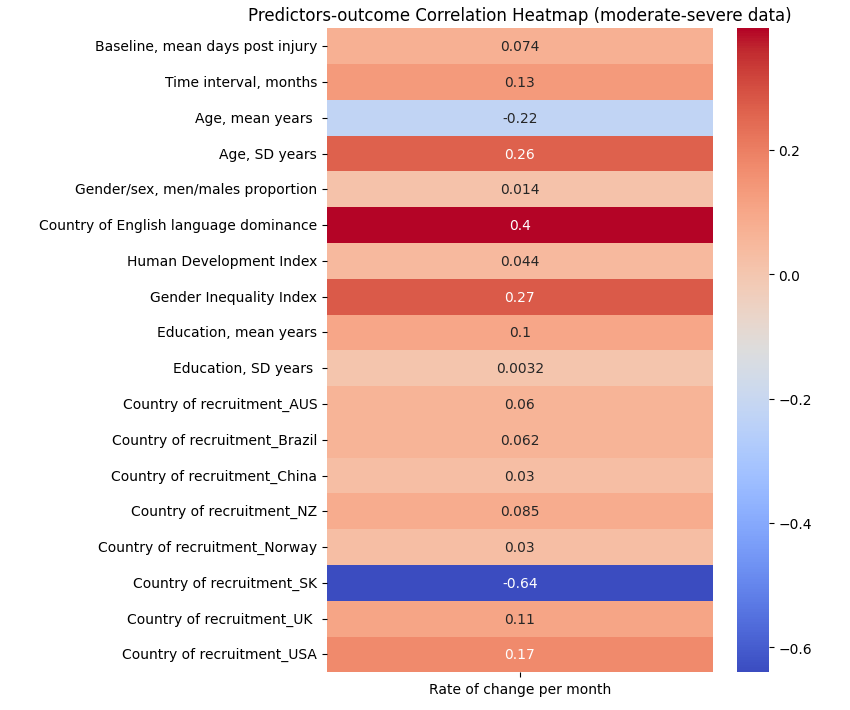 Predictors-outcome Correlation Heatmap (moderate-severe data)
Baseline, mean days post injury 0.074
Time interval, months 0.13
Age, mean years -0.22
Age, SD years 0.26
Gender/sex, men/males proportion 0.014
Country of English language dominance 0.4
Human Development Index 0.044
Gender Inequality Index 0.27
Education, mean years 0.1
Education, SD years 0.0032
Country of recruitment_AUS 0.06
Country of recruitment_Brazil 0.062
Country of recruitment_China 0.03
Country of recruitment_NZ 0.085
Country of recruitment_Norway 0.03
Country of recruitment_SK -0.64
Country of recruitment_UK 0.11
Country of recruitment_USA 0.17
Rate of change per month
0.2
0.0
−0.2
−0.4
−0.6